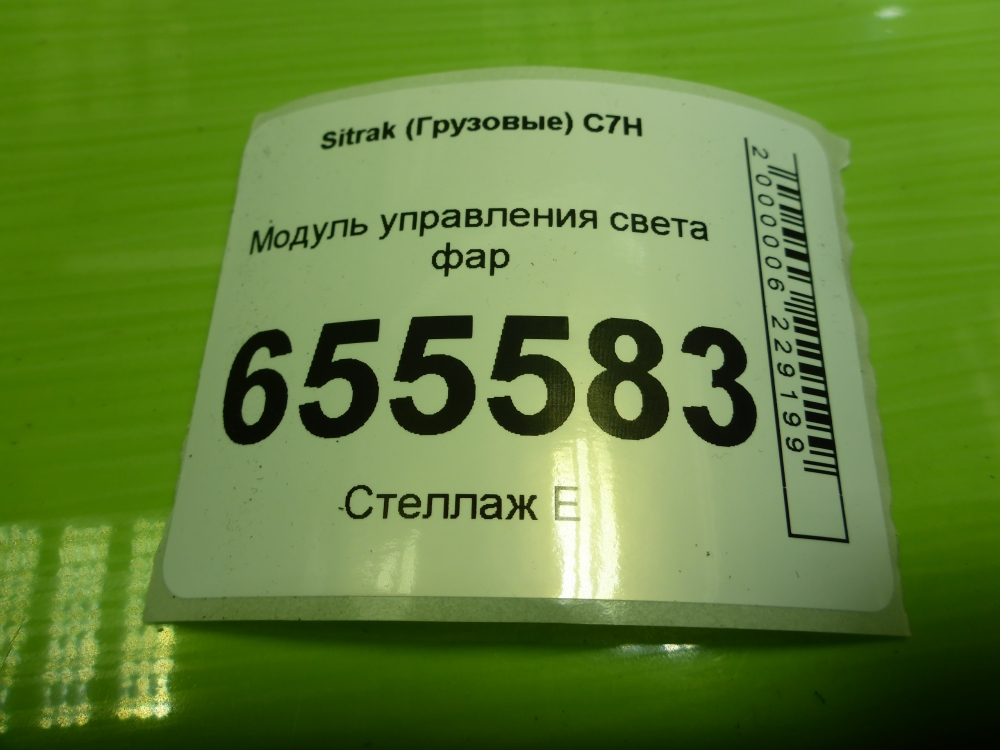 Sitrak (Грузовые) C7H
Модуль управления света
фар
655583
Стеллаж E
2000006229199